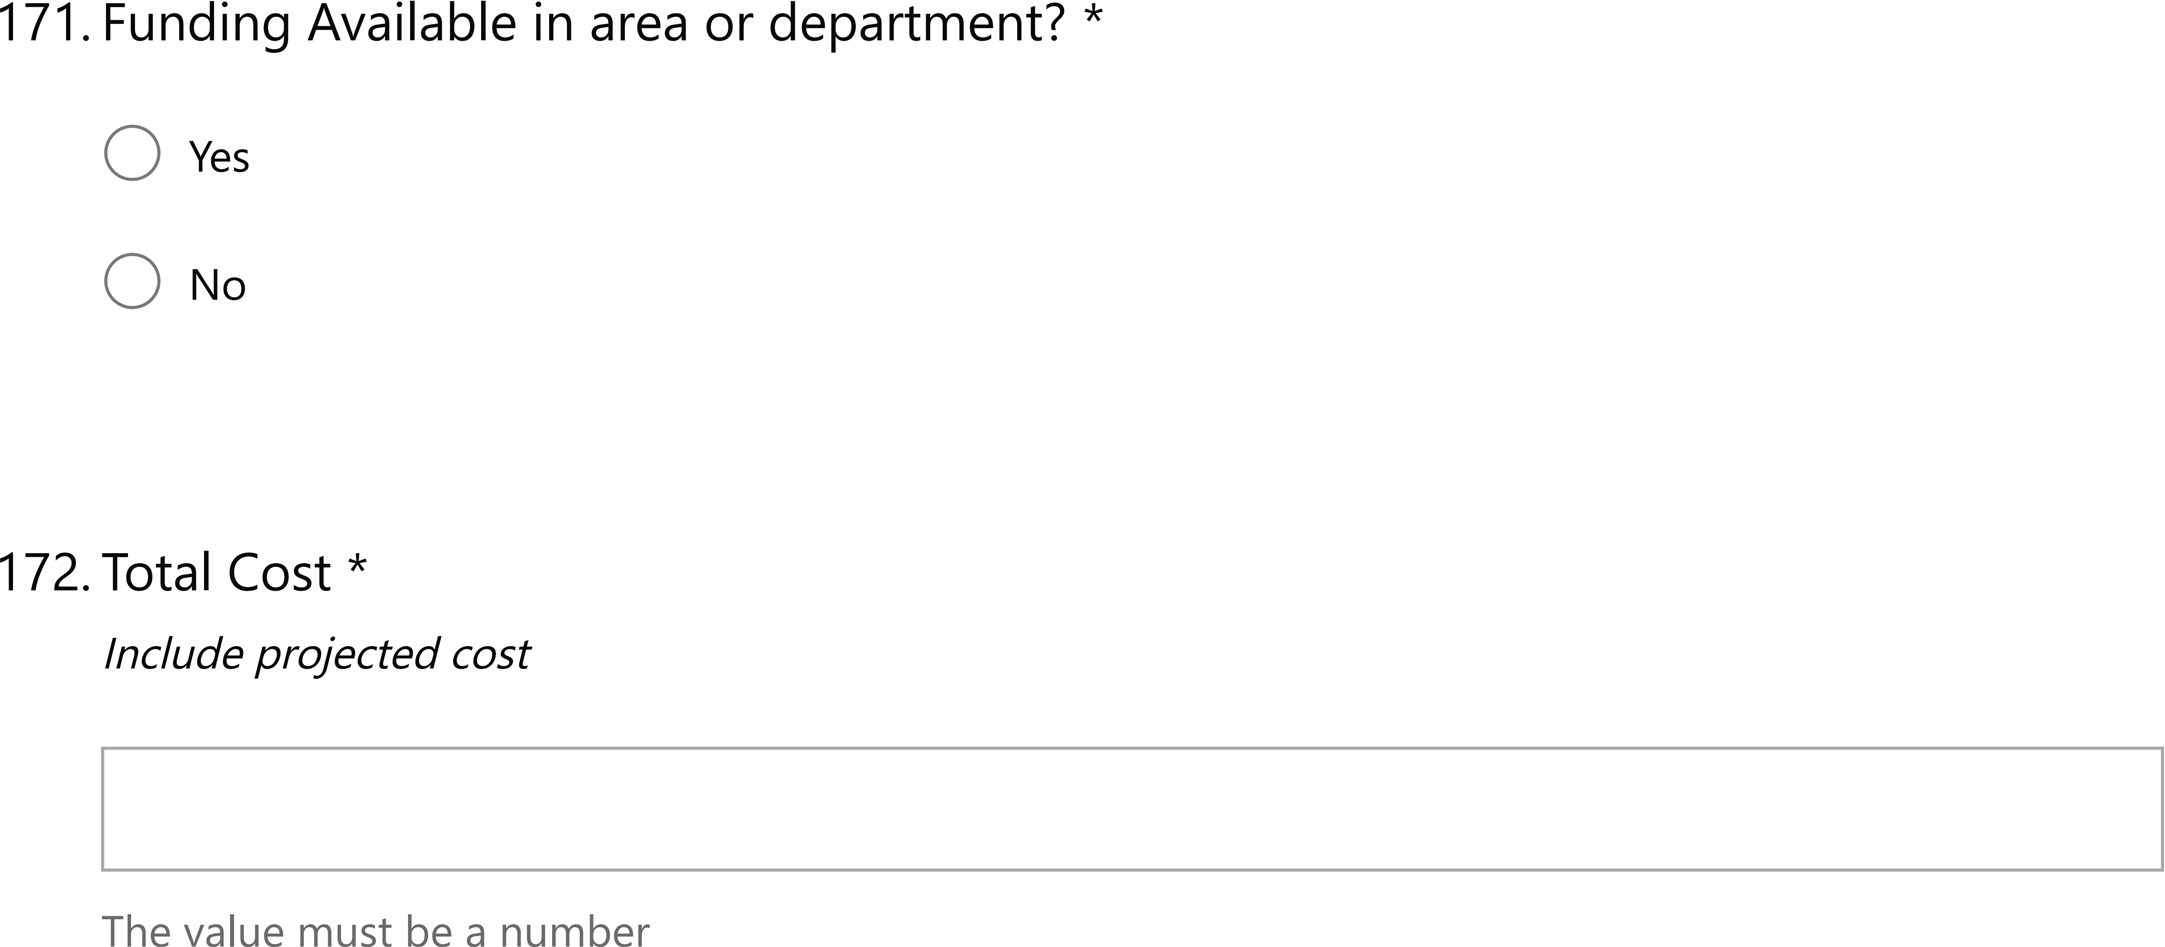 171. Funding Available in area or department? *
Yes
No
172. Total Cost *
Include projected cost
The value must be a number